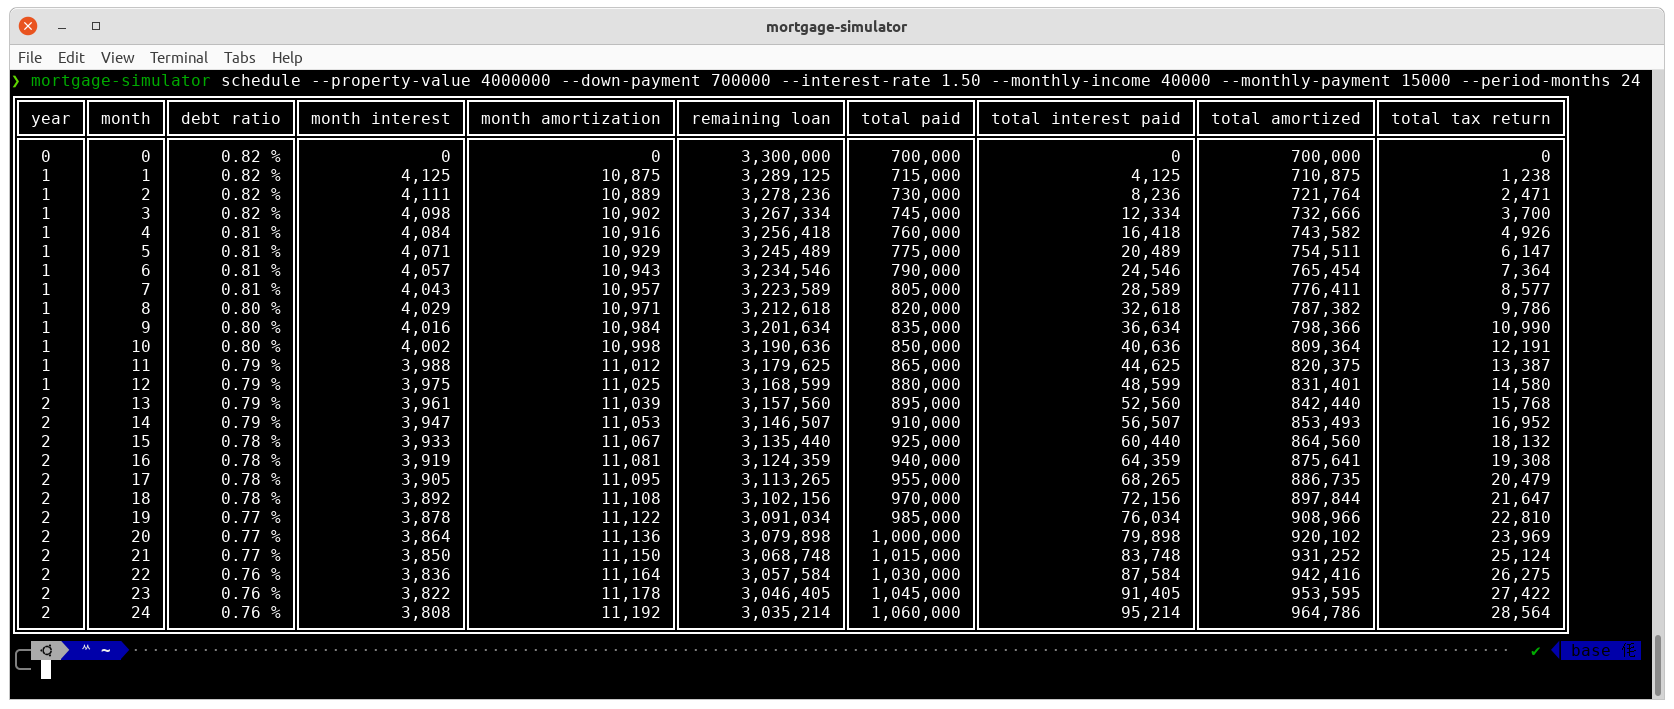 mortgage-simulator
File Edit View Terminal Tabs Help
❯ mortgage-simulator schedule --property-value 4000000 --down-payment 700000 --interest-rate 1.50 --monthly-income 40000 --monthly-payment 15000 --period-months 24
year month debt ratio month interest month amortization remaining loan total paid total interest paid total amortized total tax return
0 0 0.82 % 0 0 3,300,000 700,000 0 700,000 0
1 1 0.82 % 4,125 10,875 3,289,125 715,000 4,125 710,875 1,238
1 2 0.82 % 4,111 10,889 3,278,236 730,000 8,236 721,764 2,471
1 3 0.82 % 4,098 10,902 3,267,334 745,000 12,334 732,666 3,700
1 4 0.81 % 4,084 10,916 3,256,418 760,000 16,418 743,582 4,926
1 5 0.81 % 4,071 10,929 3,245,489 775,000 20,489 754,511 6,147
1 6 0.81 % 4,057 10,943 3,234,546 790,000 24,546 765,454 7,364
1 7 0.81 % 4,043 10,957 3,223,589 805,000 28,589 776,411 8,577
1 8 0.80 % 4,029 10,971 3,212,618 820,000 32,618 787,382 9,786
1 9 0.80 % 4,016 10,984 3,201,634 835,000 36,634 798,366 10,990
1 10 0.80 % 4,002 10,998 3,190,636 850,000 40,636 809,364 12,191
1 11 0.79 % 3,988 11,012 3,179,625 865,000 44,625 820,375 13,387
1 12 0.79 % 3,975 11,025 3,168,599 880,000 48,599 831,401 14,580
2 13 0.79 % 3,961 11,039 3,157,560 895,000 52,560 842,440 15,768
2 14 0.79 % 3,947 11,053 3,146,507 910,000 56,507 853,493 16,952
2 15 0.78 % 3,933 11,067 3,135,440 925,000 60,440 864,560 18,132
2 16 0.78 % 3,919 11,081 3,124,359 940,000 64,359 875,641 19,308
2 17 0.78 % 3,905 11,095 3,113,265 955,000 68,265 886,735 20,479
2 18 0.78 % 3,892 11,108 3,102,156 970,000 72,156 897,844 21,647
2 19 0.77 % 3,878 11,122 3,091,034 985,000 76,034 908,966 22,810
2 20 0.77 % 3,864 11,136 3,079,898 1,000,000 79,898 920,102 23,969
2 21 0.77 % 3,850 11,150 3,068,748 1,015,000 83,748 931,252 25,124
2 22 0.76 % 3,836 11,164 3,057,584 1,030,000 87,584 942,416 26,275
2 23 0.76 % 3,822 11,178 3,046,405 1,045,000 91,405 953,595 27,422
2 24 0.76 % 3,808 11,192 3,035,214 1,060,000 95,214 964,786 28,564
~ ✔ base